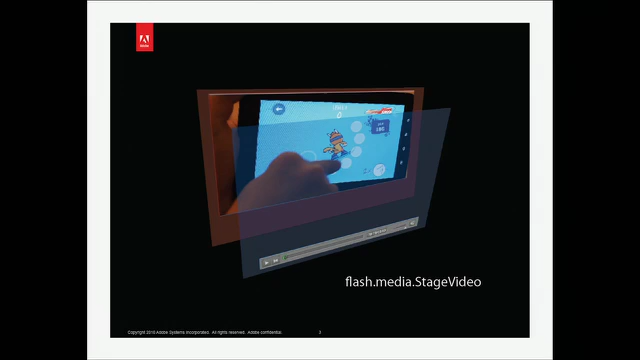 Adobe
flash.media.StageVideo
Copyright 2010 Adobe Systems Incorporated. All rights reserved. Adobe confidential.
3